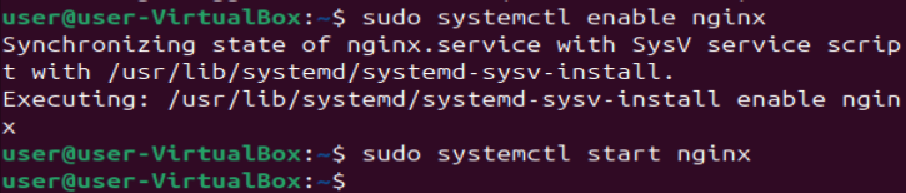 user@user-VirtualBox:~$ sudo systemctl enable nginx
Synchronizing state of nginx.service with SysV service scrip
t with /usr/lib/systemd/systemd-sysv-install.
Executing: /usr/lib/systemd/systemd-sysv-install enable ngin
x
user@user-VirtualBox:~$ sudo systemctl start nginx
user@user-VirtualBox:~$